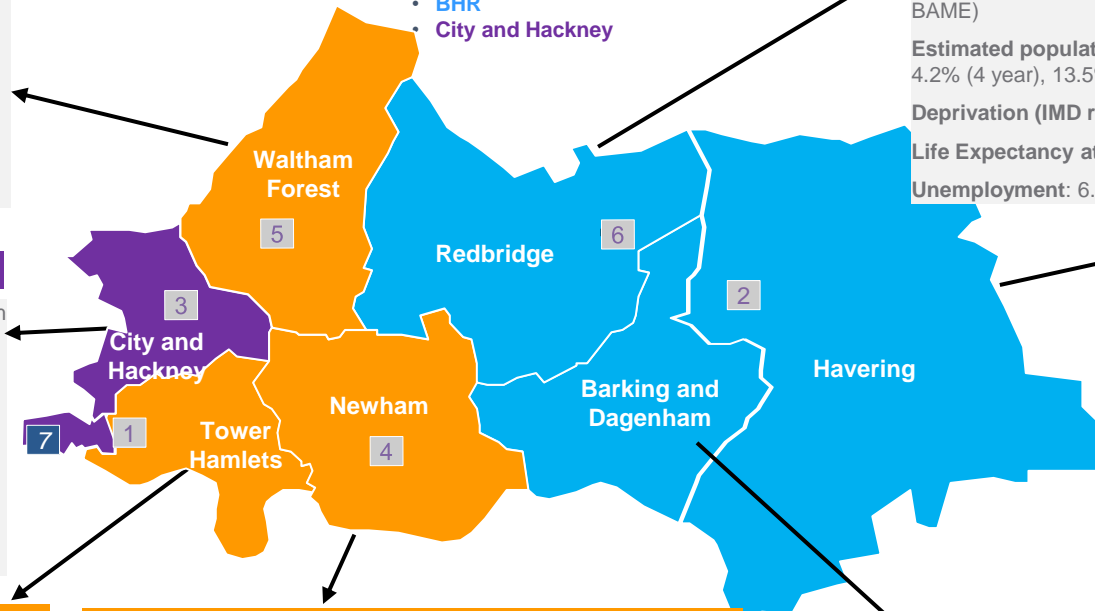 • BHR
• City and Hackney
BAME)
Estimated populat
4.2% (4 year), 13.5
Deprivation (IMD r
Life Expectancy at
Unemployment: 6.
Waltham
Forest
5
Redbridge
6
2
3
n
City and
Hackney
Havering
Barking and
Dagenham
Newham
4
Tower
Hamlets
1
7